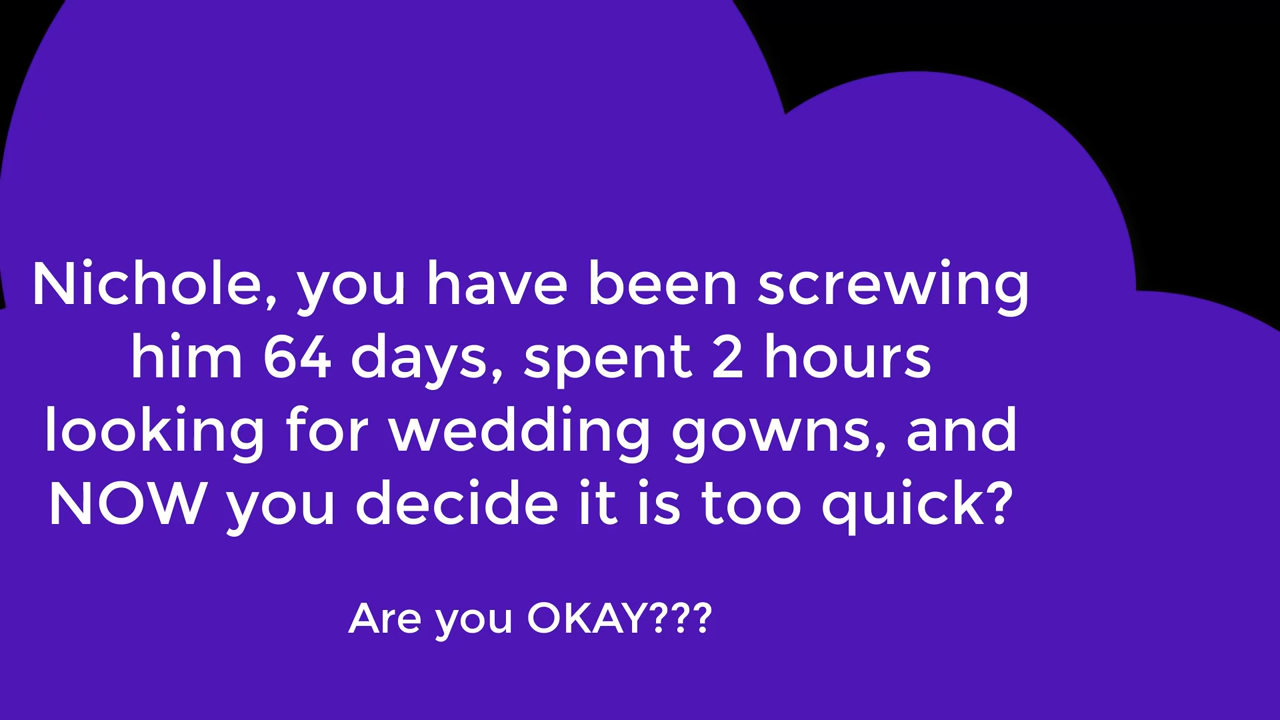 Nichole, you have been screwing
him 64 days, spent 2 hours
looking for wedding gowns, and
NOW you decide it is too quick?
Are you OKAY???